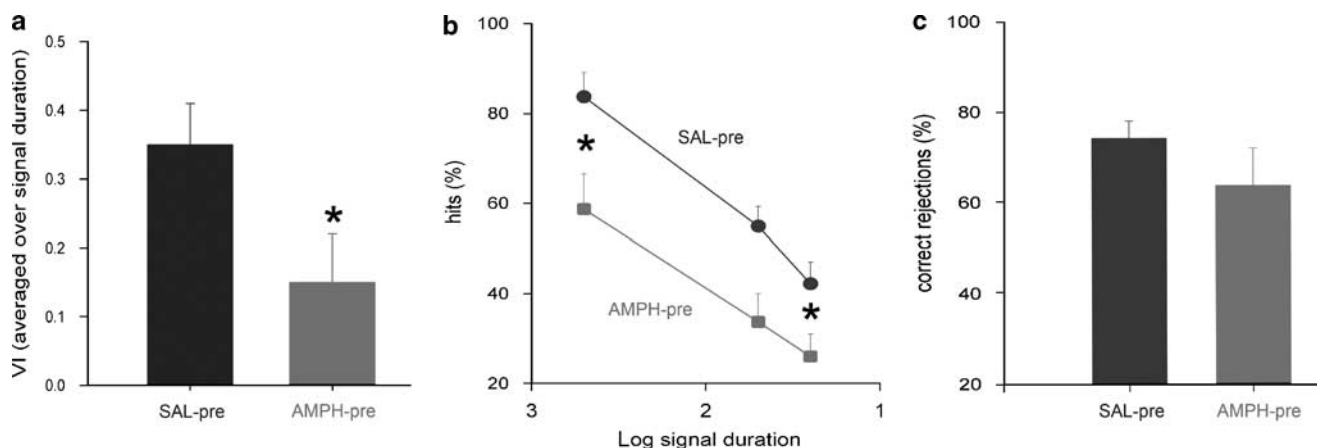 a
VI (averaged over signal duration)
0.5
0.4
0.3
0.2
0.1
0.0
*
SAL-pre AMPH-pre
b
hits (%)
100
80
60
40
20
SAL-pre
*
AMPH-pre
*
3 2 1
Log signal duration
c
correct rejections (%)
100
80
60
40
20
SAL-pre AMPH-pre